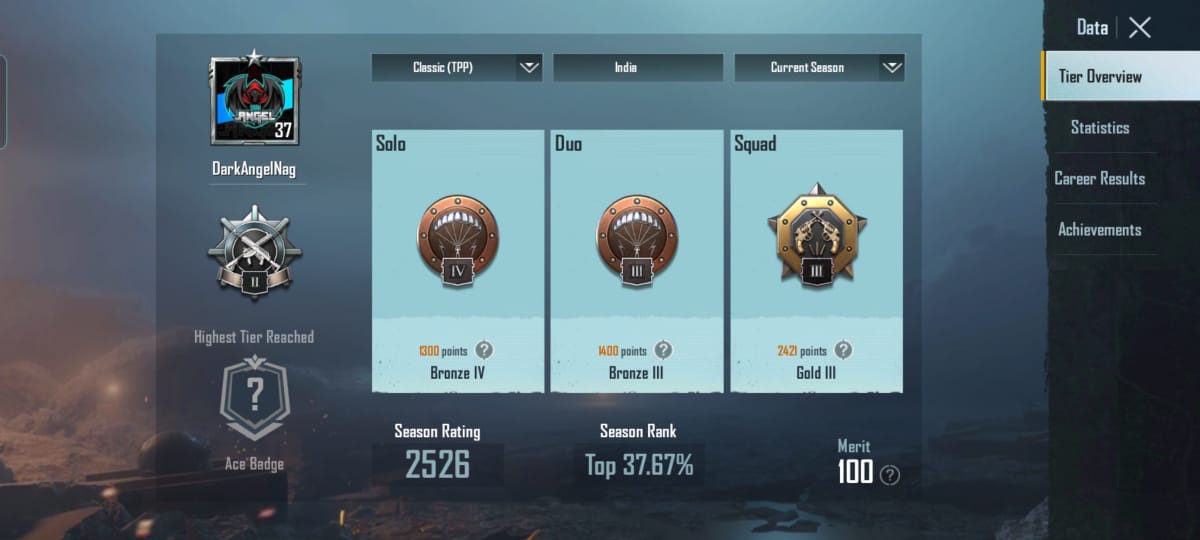 Data
Tier Overview
Statistics
Career Results
Achievements
Classic (TPP)
India
Current Season
ANGEL
37
DarkAngelNag
II
Highest Tier Reached
?
Ace Badge
Solo
IV
1300 points ?
Bronze IV
Duo
III
1400 points ?
Bronze III
Squad
III
2421 points ?
Gold III
Season Rating
2526
Season Rank
Top 37.67%
Merit
100 ?